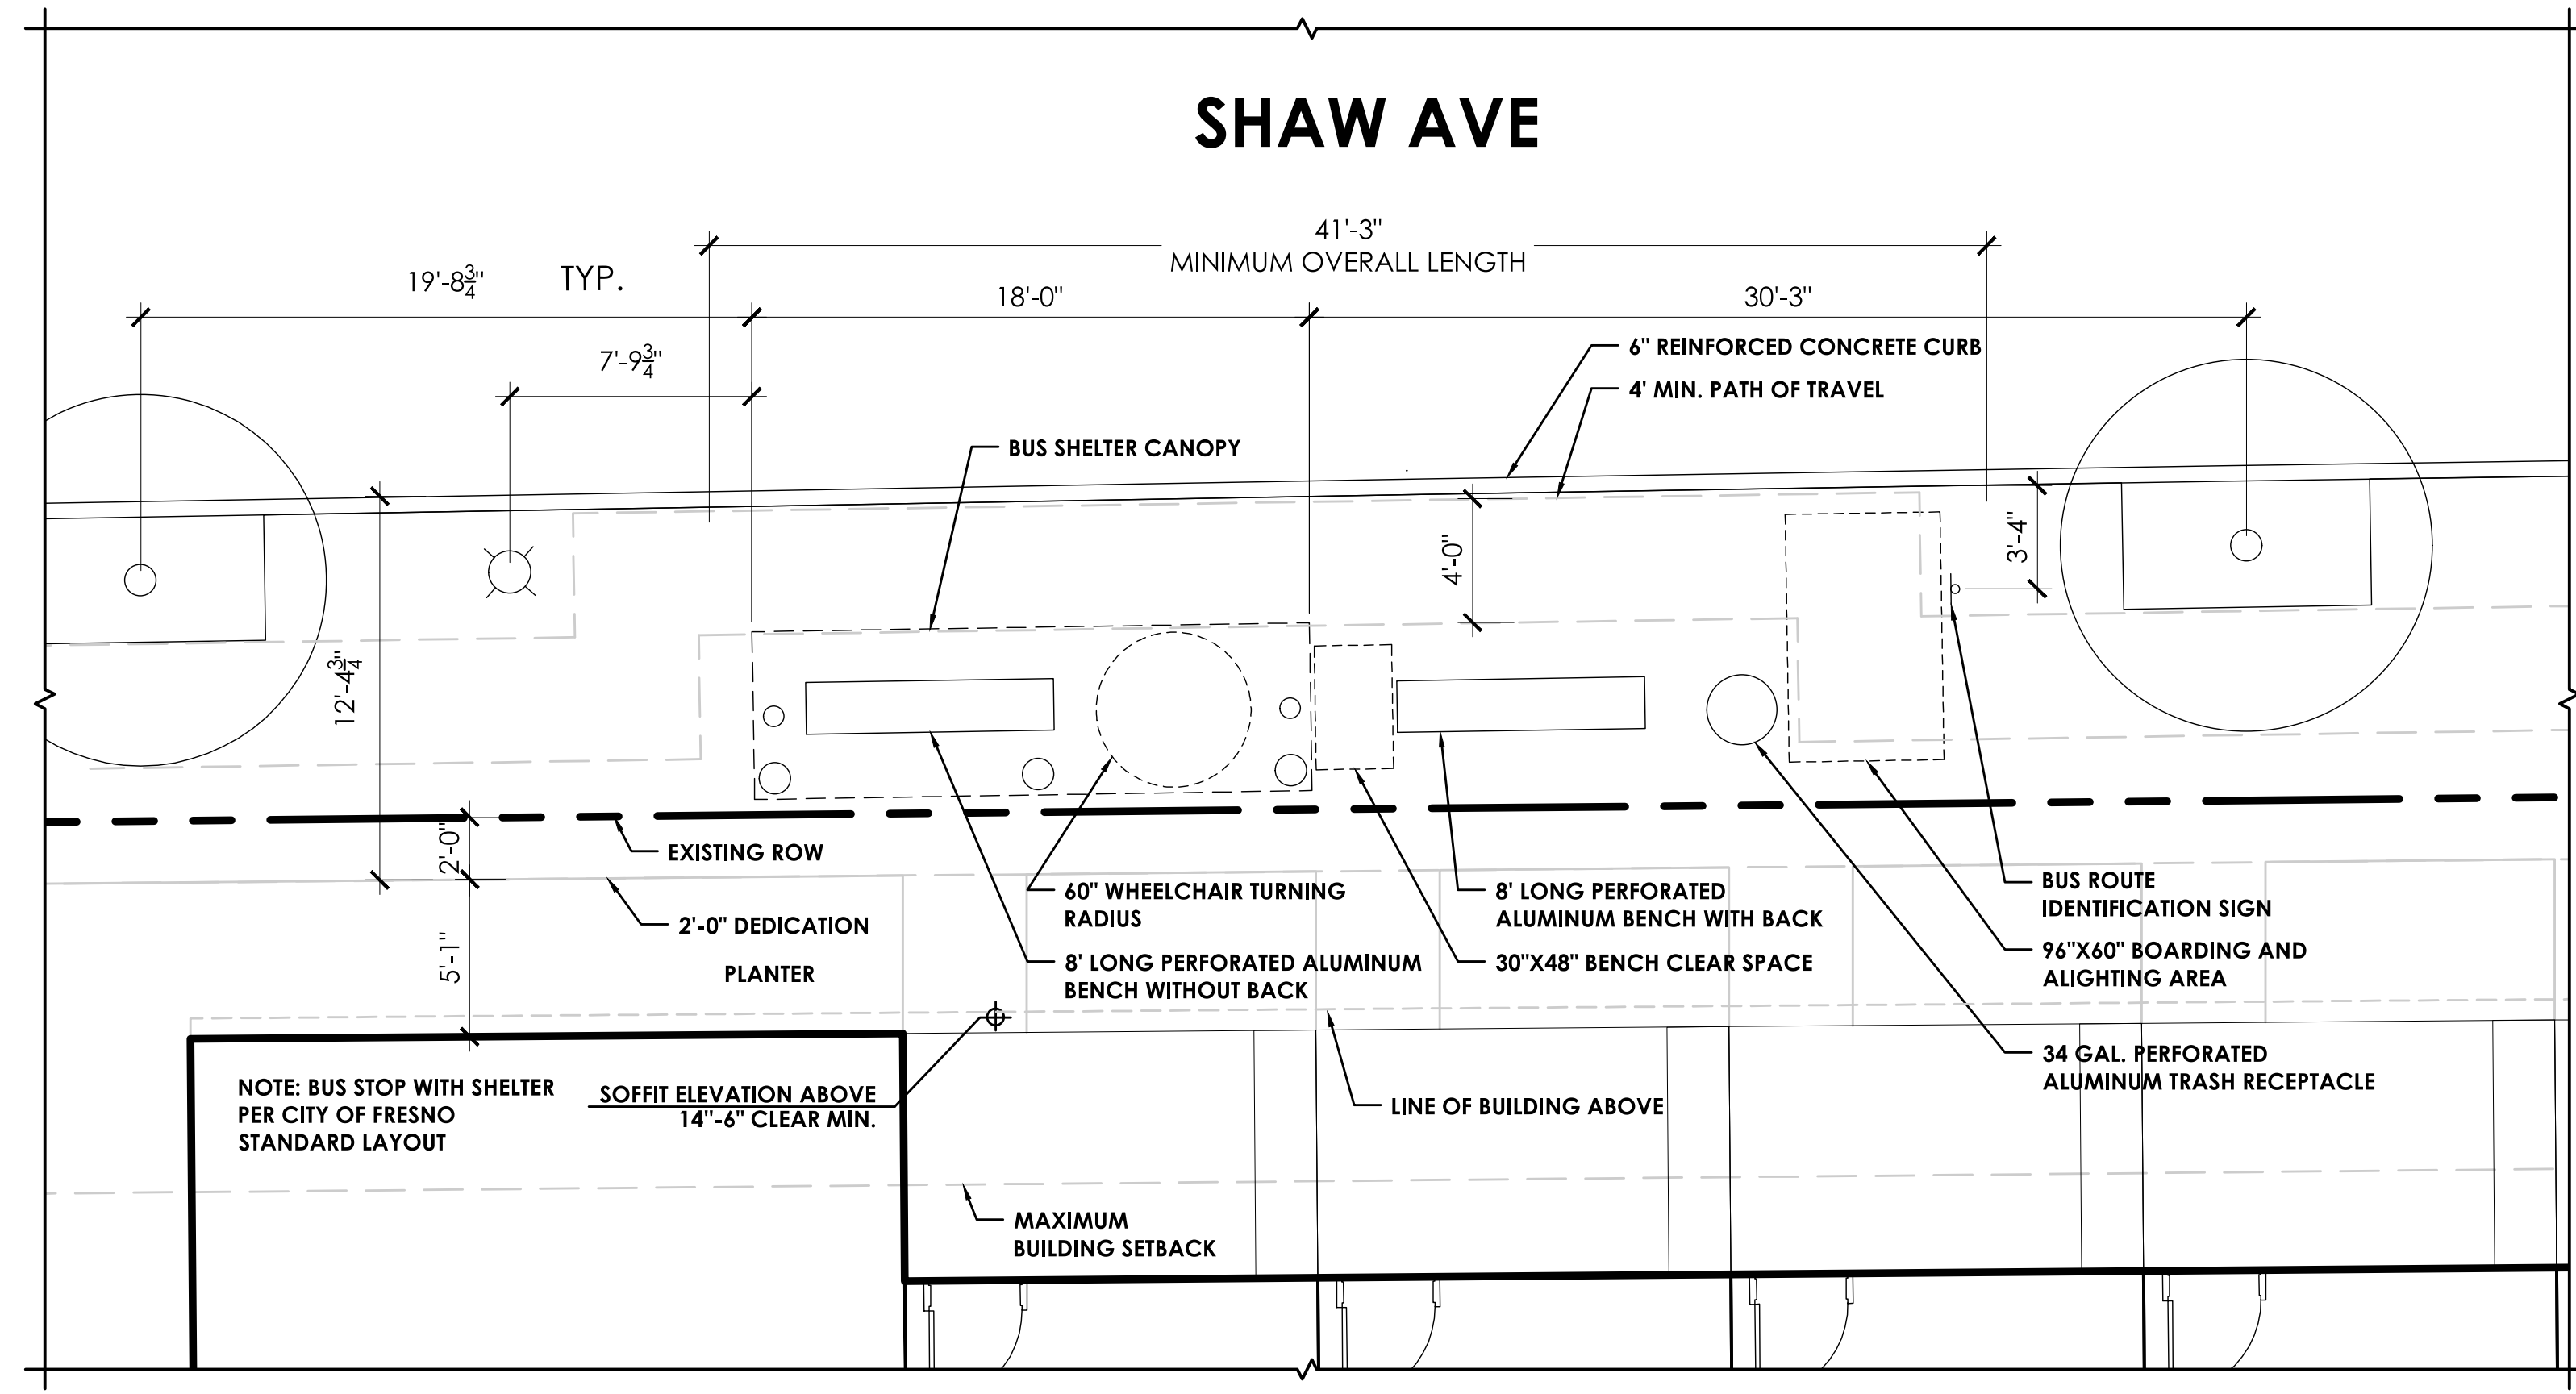 SHAW AVE
41'-3"
MINIMUM OVERALL LENGTH
19'-8¾" TYP.
18'-0"
30'-3"
7'-9¾"
6" REINFORCED CONCRETE CURB
4' MIN. PATH OF TRAVEL
BUS SHELTER CANOPY
4'-0"
3'-4"
12'-4¾"
2'-0"
5'-1"
EXISTING ROW
2'-0" DEDICATION
PLANTER
60" WHEELCHAIR TURNING
RADIUS
8' LONG PERFORATED ALUMINUM
BENCH WITHOUT BACK
8' LONG PERFORATED
ALUMINUM BENCH WITH BACK
30"X48" BENCH CLEAR SPACE
BUS ROUTE
IDENTIFICATION SIGN
96"X60" BOARDING AND
ALIGHTING AREA
34 GAL. PERFORATED
ALUMINUM TRASH RECEPTACLE
NOTE: BUS STOP WITH SHELTER
PER CITY OF FRESNO
STANDARD LAYOUT
SOFFIT ELEVATION ABOVE
14"-6" CLEAR MIN.
LINE OF BUILDING ABOVE
MAXIMUM
BUILDING SETBACK